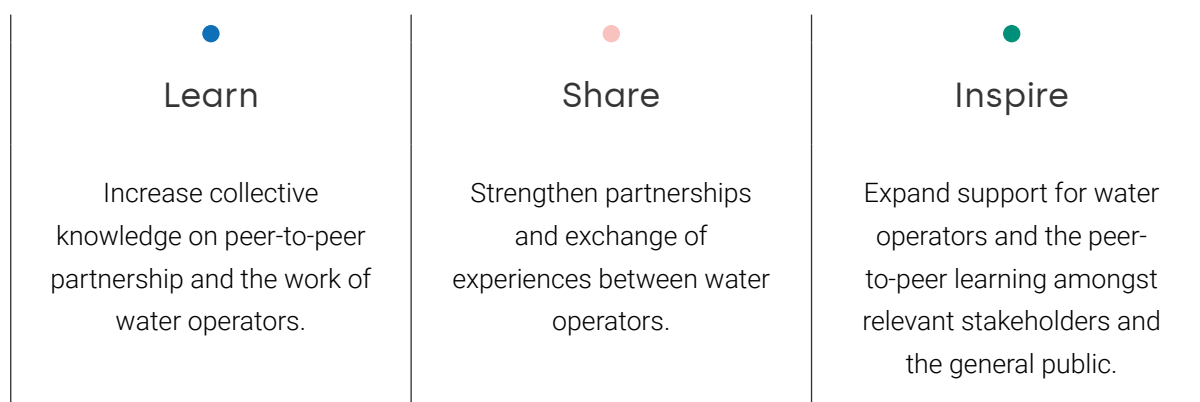 Learn
Increase collective
knowledge on peer-to-peer
partnership and the work of
water operators.
Share
Strengthen partnerships
and exchange of
experiences between water
operators.
Inspire
Expand support for water
operators and the peer-
to-peer learning amongst
relevant stakeholders and
the general public.